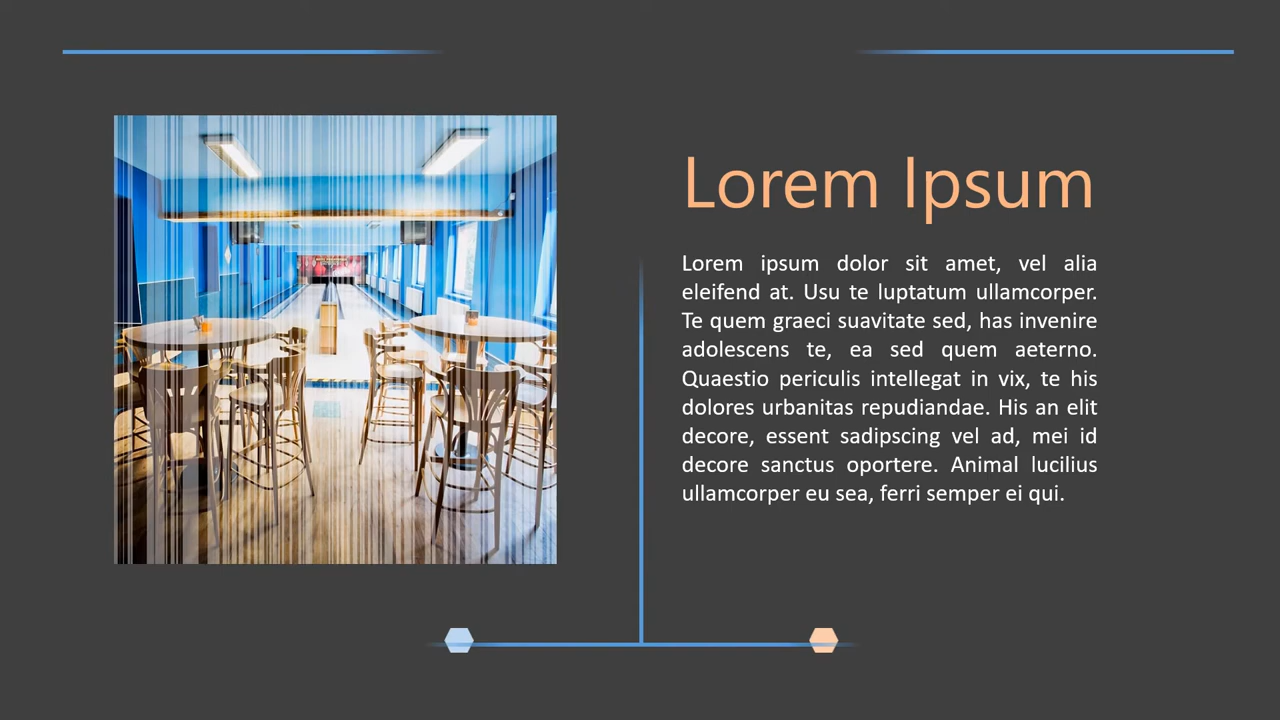 Lorem Ipsum
Lorem ipsum dolor sit amet, vel alia
eleifend at. Usu te luptatum ullamcorper.
Te quem graeci suavitate sed, has invenire
adolescens te, ea sed quem aeterno.
Quaestio periculis intellegat in vix, te his
dolores urbanitas repudiandae. His an elit
decore, essent sadipscing vel ad, mei id
decore sanctus oportere. Animal lucilius
ullamcorper eu sea, ferri semper ei qui.